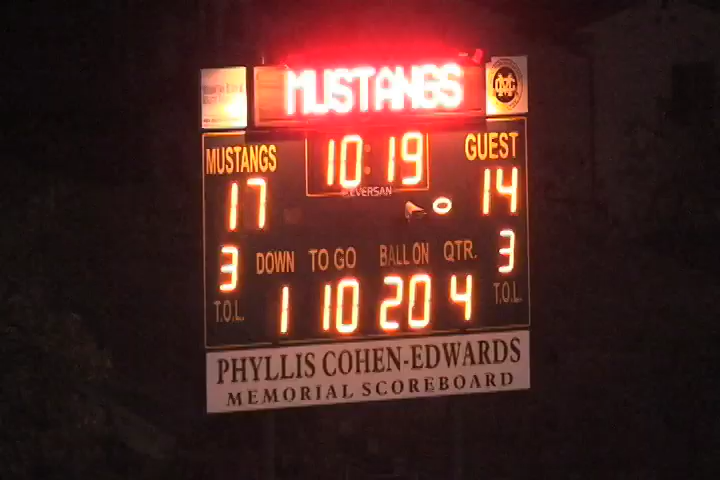 MUSTANGS
MUSTANGS 10:19 GUEST
17 EVERSAN 14
3 DOWN TO GO BALL ON QTR. 3
T.O.L. 1 10 20 4 T.O.L.
PHYLLIS COHEN-EDWARDS
MEMORIAL SCOREBOARD